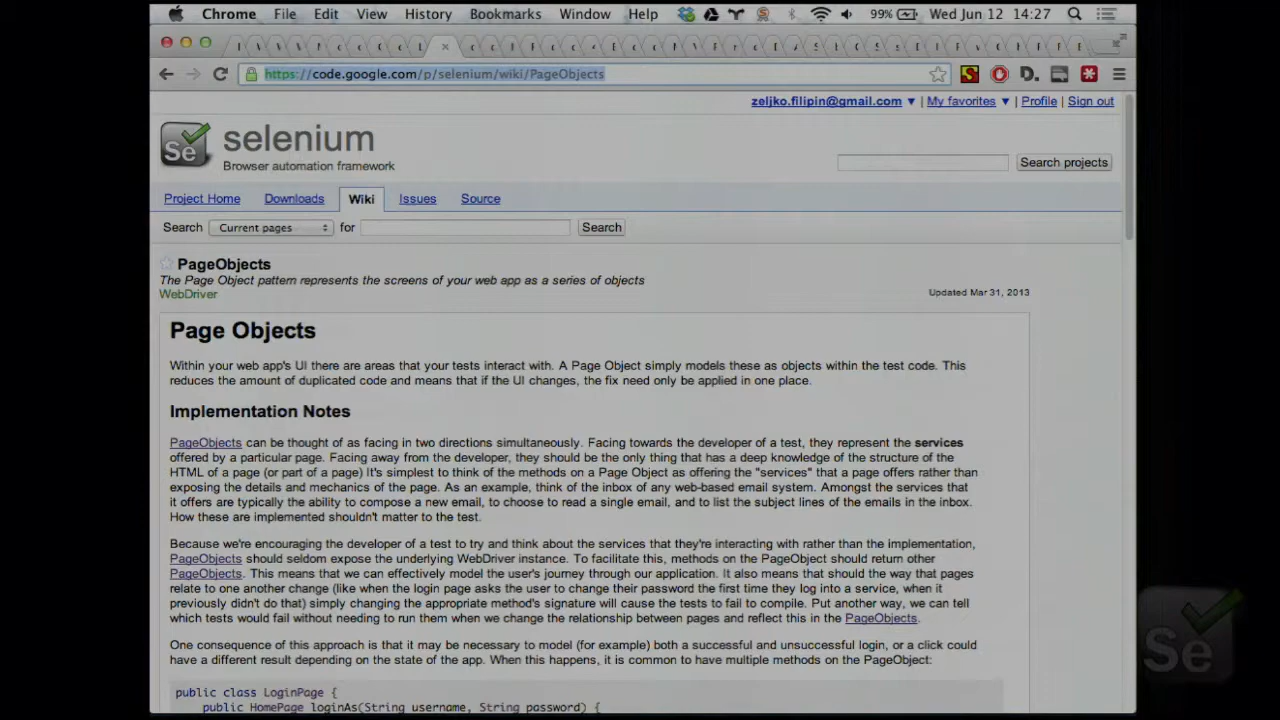 Chrome File Edit View History Bookmarks Window Help 99% Wed Jun 12 14:27
https://code.google.com/p/selenium/wiki/PageObjects
zeljko.filipin@gmail.com ▼ | My favorites ▼ | Profile | Sign out
Se selenium
Browser automation framework
Search projects
Project Home Downloads Wiki Issues Source
Search Current pages for Search
PageObjects
The Page Object pattern represents the screens of your web app as a series of objects
WebDriver Updated Mar 31, 2013
Page Objects
Within your web app's UI there are areas that your tests interact with. A Page Object simply models these as objects within the test code. This
reduces the amount of duplicated code and means that if the UI changes, the fix need only be applied in one place.
Implementation Notes
PageObjects can be thought of as facing in two directions simultaneously. Facing towards the developer of a test, they represent the services
offered by a particular page. Facing away from the developer, they should be the only thing that has a deep knowledge of the structure of the
HTML of a page (or part of a page) It's simplest to think of the methods on a Page Object as offering the "services" that a page offers rather than
exposing the details and mechanics of the page. As an example, think of the inbox of any web-based email system. Amongst the services that
it offers are typically the ability to compose a new email, to choose to read a single email, and to list the subject lines of the emails in the inbox.
How these are implemented shouldn't matter to the test.
Because we're encouraging the developer of a test to try and think about the services that they're interacting with rather than the implementation,
PageObjects should seldom expose the underlying WebDriver instance. To facilitate this, methods on the PageObject should return other
PageObjects. This means that we can effectively model the user's journey through our application. It also means that should the way that pages
relate to one another change (like when the login page asks the user to change their password the first time they log into a service, when it
previously didn't do that) simply changing the appropriate method's signature will cause the tests to fail to compile. Put another way, we can tell
which tests would fail without needing to run them when we change the relationship between pages and reflect this in the PageObjects.
One consequence of this approach is that it may be necessary to model (for example) both a successful and unsuccessful login, or a click could
have a different result depending on the state of the app. When this happens, it is common to have multiple methods on the PageObject:
public class LoginPage {
public HomePage loginAs(String username, String password) {
Se